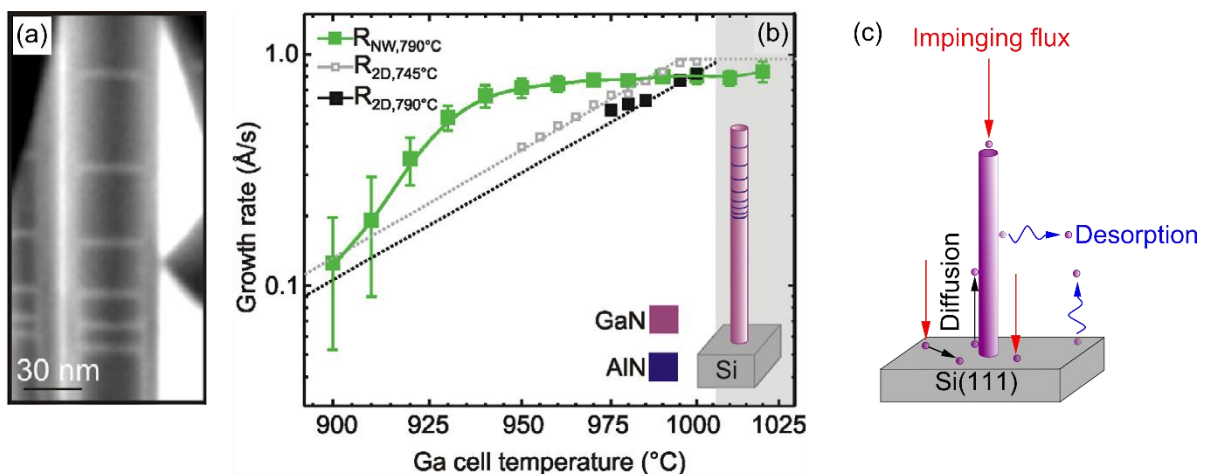 (a)
30 nm
(b)
R_NW,790°C
R_2D,745°C
R_2D,790°C
1.0
0.1
Growth rate (Å/s)
GaN
AlN
Si
900
925
950
975
1000
1025
Ga cell temperature (°C)
(c)
Impinging flux
Desorption
Diffusion
Si(111)